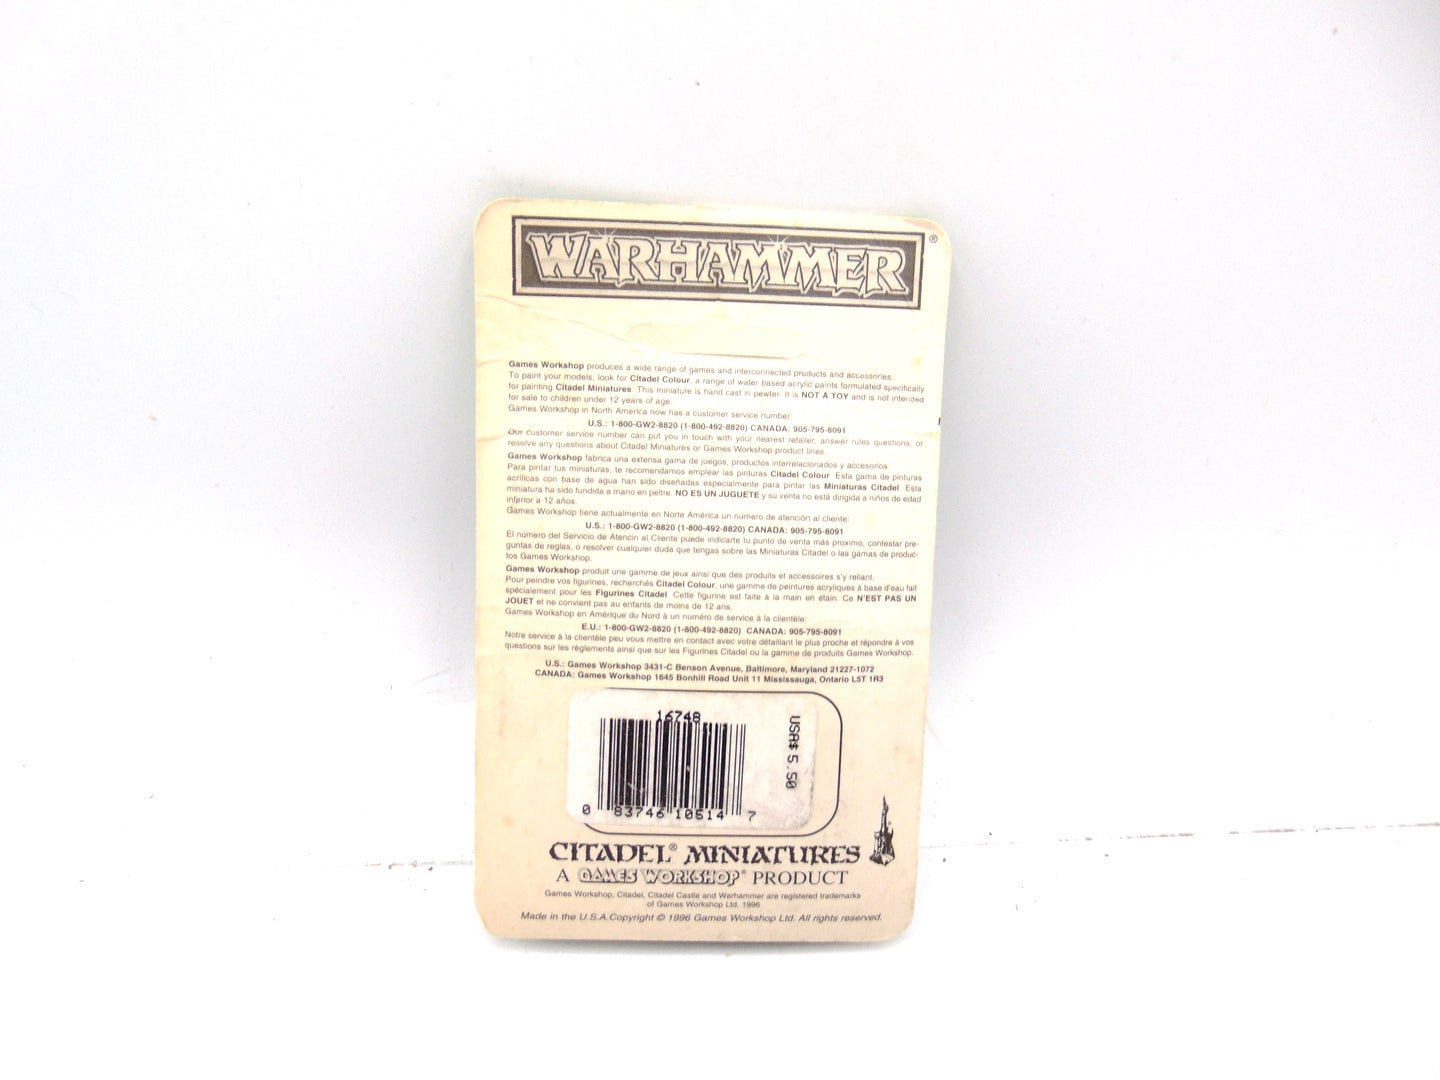 WARHAMMER®
Games Workshop produces a wide range of games and interconnected products and accessories.
To paint your models, look for Citadel Colour, a range of water based acrylic paints formulated specifically
for painting Citadel Miniatures. This miniature is hand cast in pewter. It is NOT A TOY and is not intended
for sale to children under 12 years of age.
Games Workshop in North America now has a customer service number:
U.S.: 1-800-GW2-8820 (1-800-492-8820) CANADA: 905-795-8091
Our customer service number can put you in touch with your nearest retailer, answer rules questions, or
resolve any questions about Citadel Miniatures or Games Workshop product lines.
Games Workshop fabrica una extensa gama de juegos, productos interrelacionados y accesorios.
Para pintar tus miniaturas, te recomendamos emplear las pinturas Citadel Colour. Esta gama de pinturas
acrílicas con base de agua han sido diseñadas especialmente para pintar las Miniaturas Citadel. Esta
miniatura ha sido fundida a mano en peltre. NO ES UN JUGUETE y su venta no está dirigida a niños de edad
inferior a 12 años.
Games Workshop tiene actualmente en Norte América un numero de atención al cliente:
U.S.: 1-800-GW2-8820 (1-800-492-8820) CANADA: 905-795-8091
El número del Servicio de Atencin al Cliente puede indicarte tu punto de venta más proximo, contestar pre-
guntas de reglas, o resolver cualquier duda que tengas sobre las Miniaturas Citadel o las gamas de produc-
tos Games Workshop.
Games Workshop produit une gamme de jeux ainsi que des produits et accessoires s'y reliant.
Pour peindre vos figurines, recherchés Citadel Colour, une gamme de peintures acryliques à base d'eau fait
spécialement pour les Figurines Citadel. Cette figurine est faite à la main en étain. Ce N'EST PAS UN
JOUET et ne convient pas au enfants de moins de 12 ans.
Games Workshop en Amérique du Nord à un numéro de service à la clientèle:
E.U.: 1-800-GW2-8820 (1-800-492-8820) CANADA: 905-795-8091
Notre service à la clientèle peu vous mettre en contact avec votre détaillant le plus proche et répondre à vos
questions sur les règlements ainsi que sur les Figurines Citadel ou la gamme de produits Games Workshop.
U.S.: Games Workshop 3431-C Benson Avenue, Baltimore, Maryland 21227-1072
CANADA: Games Workshop 1645 Bonhill Road Unit 11 Mississauga, Ontario L5T 1R3
16748
USA$ 5.50
0 83746 10514 7
CITADEL® MINIATURES
A GAMES WORKSHOP® PRODUCT
Games Workshop, Citadel, Citadel Castle and Warhammer are registered trademarks
of Games Workshop Ltd. 1996
Made in the U.S.A.Copyright © 1996 Games Workshop Ltd. All rights reserved.